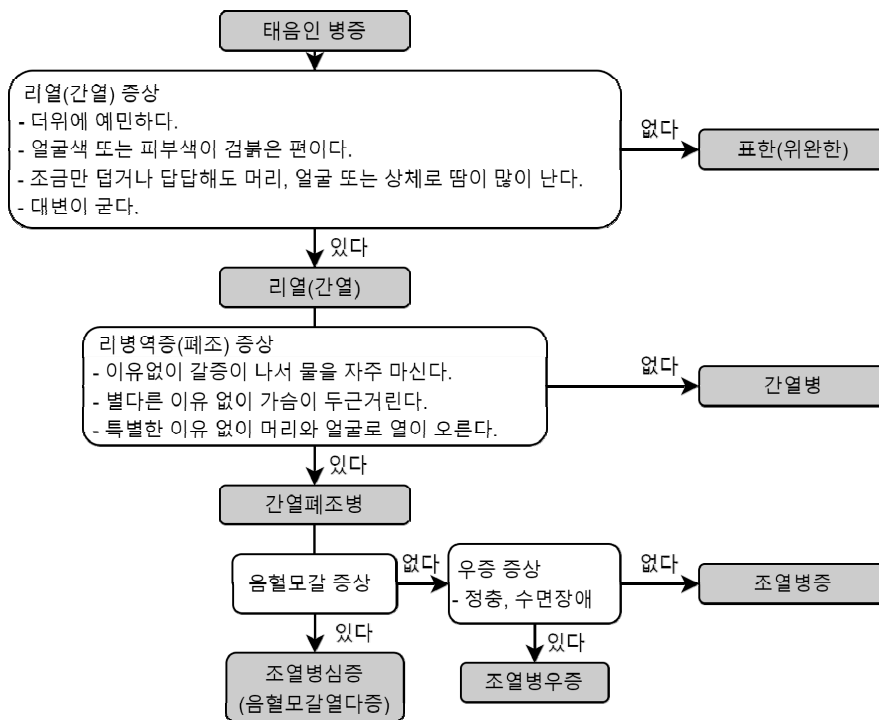 태음인 병증
리열(간열) 증상
- 더위에 예민하다.
- 얼굴색 또는 피부색이 검붉은 편이다.
- 조금만 덥거나 답답해도 머리, 얼굴 또는 상체로 땀이 많이 난다.
- 대변이 굳다.
없다
표한(위완한)
있다
리열(간열)
리병역증(폐조) 증상
- 이유없이 갈증이 나서 물을 자주 마신다.
- 별다른 이유 없이 가슴이 두근거린다.
- 특별한 이유 없이 머리와 얼굴로 열이 오른다.
없다
간열병
있다
간열폐조병
음혈모갈 증상
없다
우증 증상
- 정충, 수면장애
없다
조열병증
있다
조열병심증
(음혈모갈열다증)
있다
조열병우증